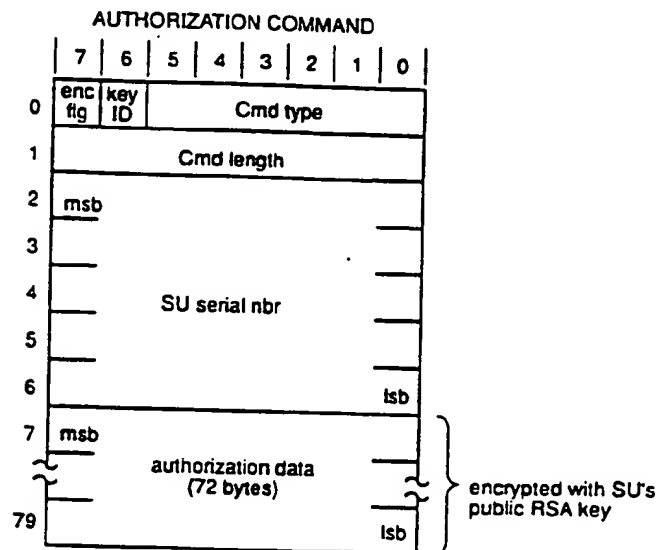 AUTHORIZATION COMMAND
7 6 5 4 3 2 1 0
0 enc flg key ID Cmd type
1 Cmd length
2 msb
3
4 SU serial nbr
5
6 lsb
7 msb
authorization data
(72 bytes)
encrypted with SU's
public RSA key
79 lsb